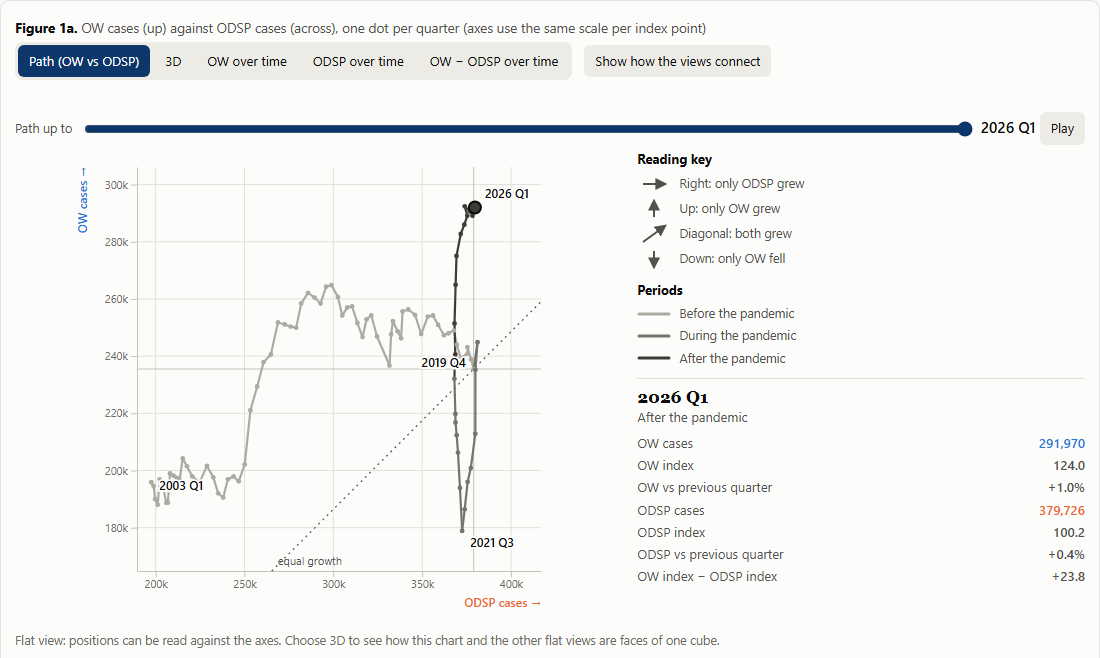 Figure 1a. OW cases (up) against ODSP cases (across), one dot per quarter (axes use the same scale per index point)
Path (OW vs ODSP) 3D OW over time ODSP over time OW − ODSP over time Show how the views connect
Path up to 2026 Q1 Play
OW cases →
300k
280k
260k
240k
220k
200k
180k
2026 Q1
2019 Q4
2003 Q1
2021 Q3
equal growth
200k 250k 300k 350k 400k
ODSP cases →
Reading key
Right: only ODSP grew
Up: only OW grew
Diagonal: both grew
Down: only OW fell
Periods
Before the pandemic
During the pandemic
After the pandemic
2026 Q1
After the pandemic
OW cases 291,970
OW index 124.0
OW vs previous quarter +1.0%
ODSP cases 379,726
ODSP index 100.2
ODSP vs previous quarter +0.4%
OW index − ODSP index +23.8
Flat view: positions can be read against the axes. Choose 3D to see how this chart and the other flat views are faces of one cube.